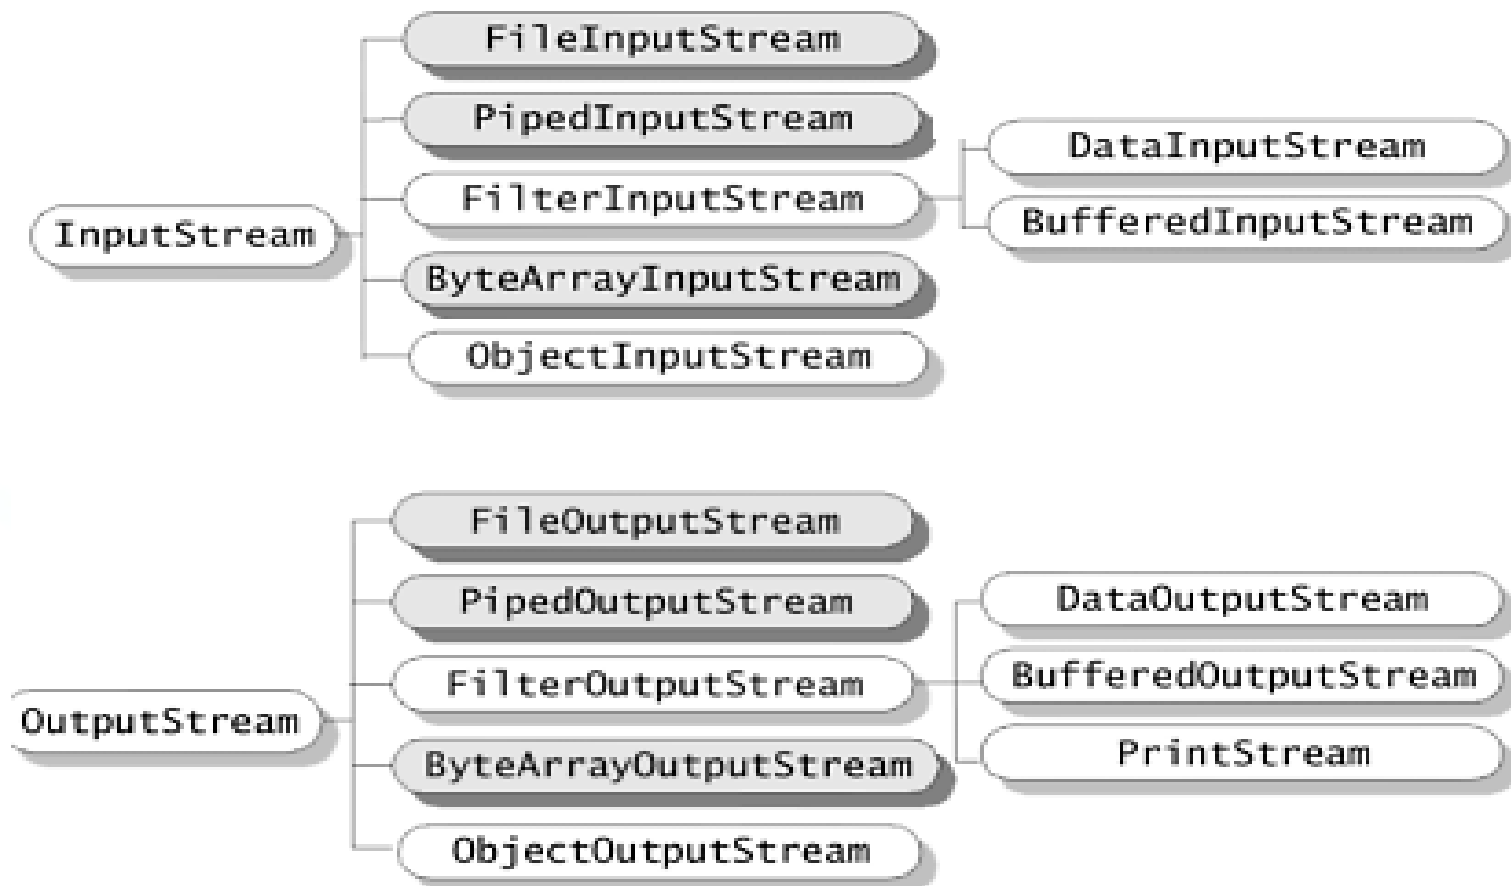 FileInputStream
PipedInputStream
DataInputStream
FilterInputStream
BufferedInputStream
InputStream
ByteArrayInputStream
ObjectInputStream
FileOutputStream
PipedOutputStream
DataOutputStream
FilterOutputStream
BufferedOutputStream
OutputStream
ByteArrayOutputStream
PrintStream
ObjectOutputStream